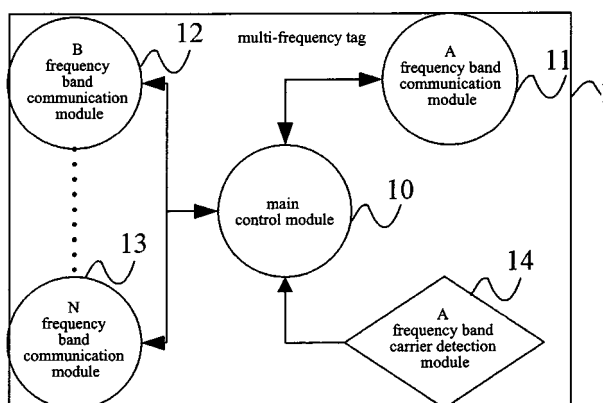 multi-frequency tag
B
frequency
band
communication
module
12
A
frequency band
communication
module
11
main
control module
10
N
frequency
band
communication
module
13
A
frequency band
carrier detection
module
14